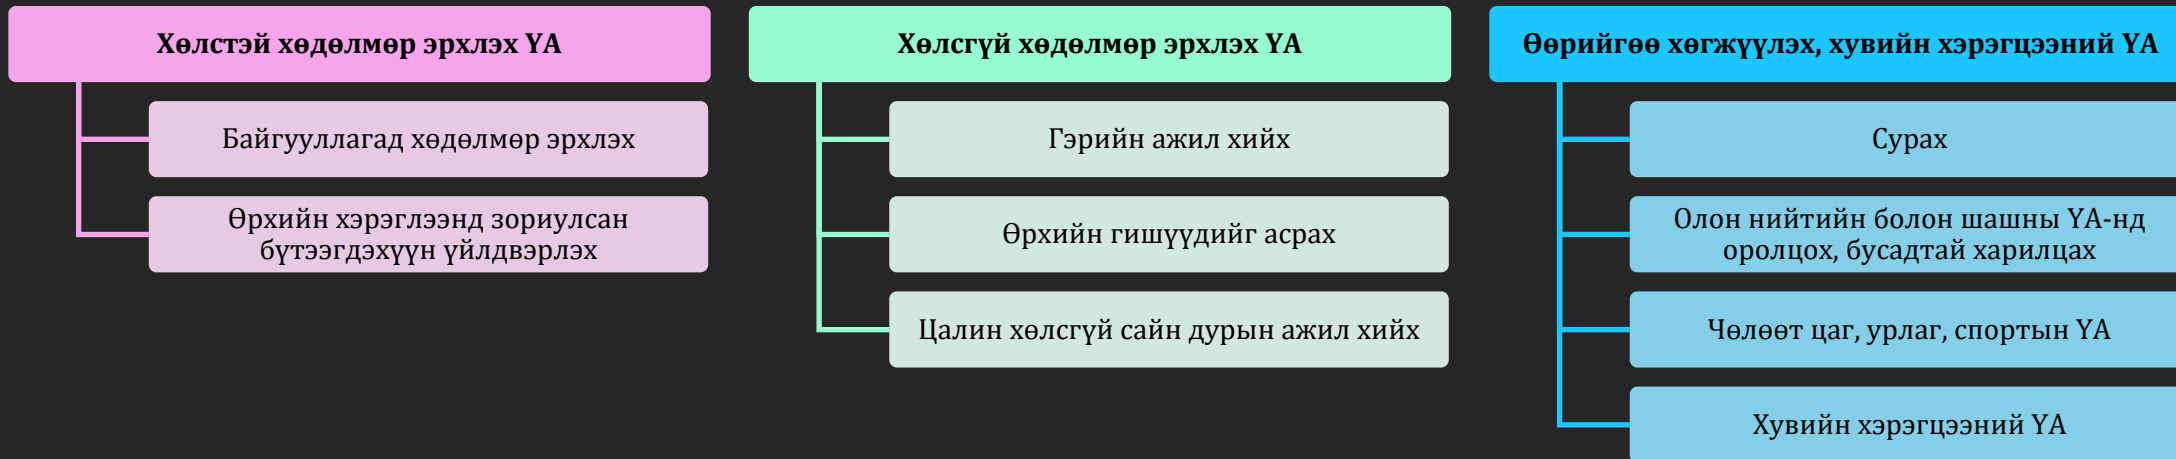 Хөлстэй хөдөлмөр эрхлэх ҮА
Байгууллагад хөдөлмөр эрхлэх
Өрхийн хэрэглээнд зориулсан
бүтээгдэхүүн үйлдвэрлэх
Хөлсгүй хөдөлмөр эрхлэх ҮА
Гэрийн ажил хийх
Өрхийн гишүүдийг асрах
Цалин хөлсгүй сайн дурын ажил хийх
Өөрийгөө хөгжүүлэх, хувийн хэрэгцээний ҮА
Сурах
Олон нийтийн болон шашны ҮА-нд
оролцох, бусадтай харилцах
Чөлөөт цаг, урлаг, спортын ҮА
Хувийн хэрэгцээний ҮА